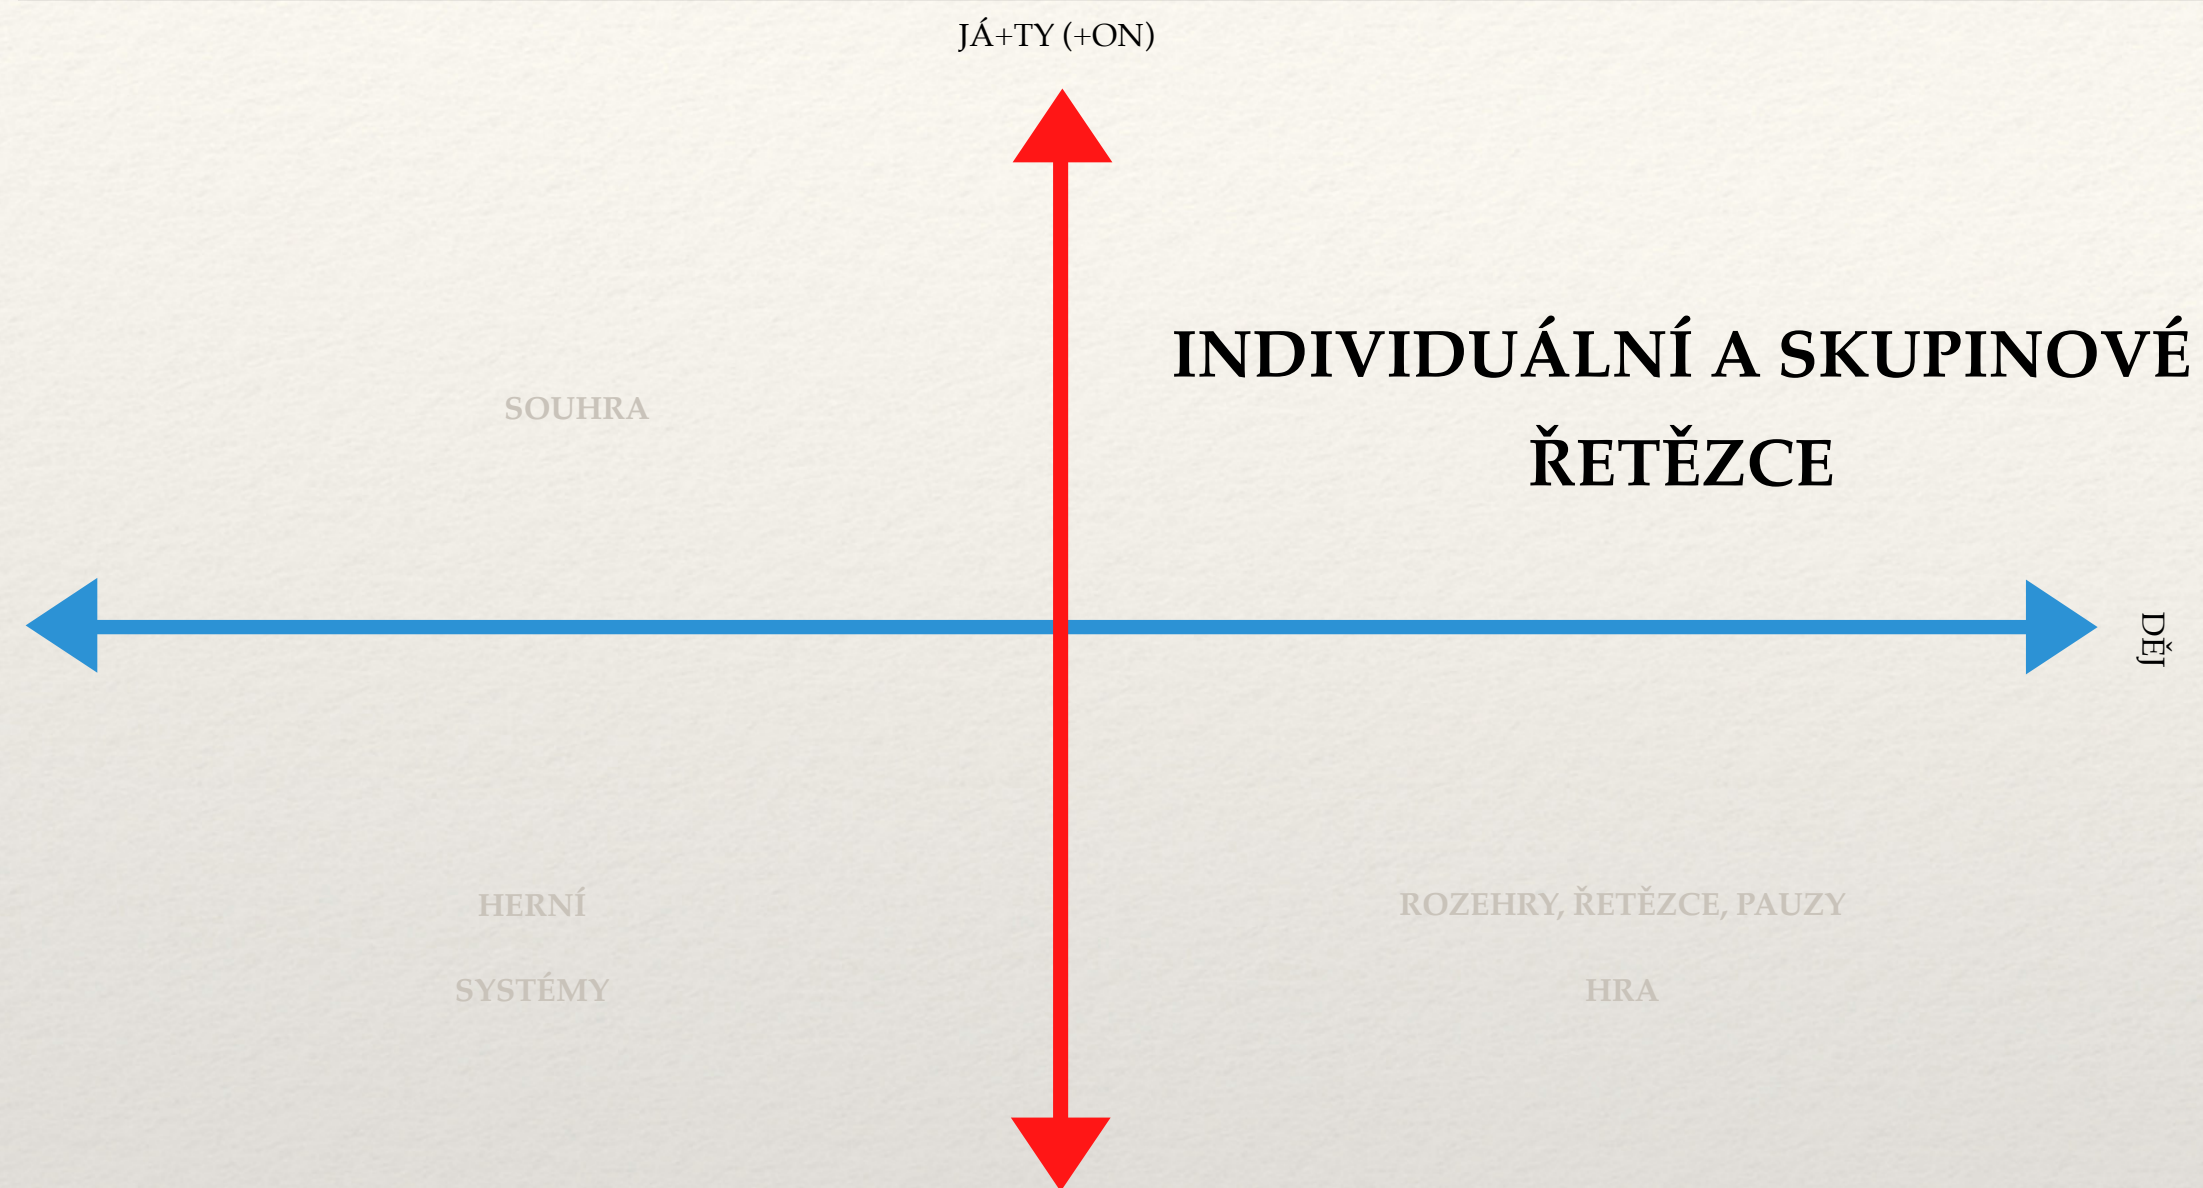 JÁ+TY (+ON)
INDIVIDUÁLNÍ A SKUPINOVÉ
ŘETĚZCE
SOUHRA
DĚJ
HERNÍ
SYSTÉMY
ROZEHRY, ŘETĚZCE, PAUZY
HRA